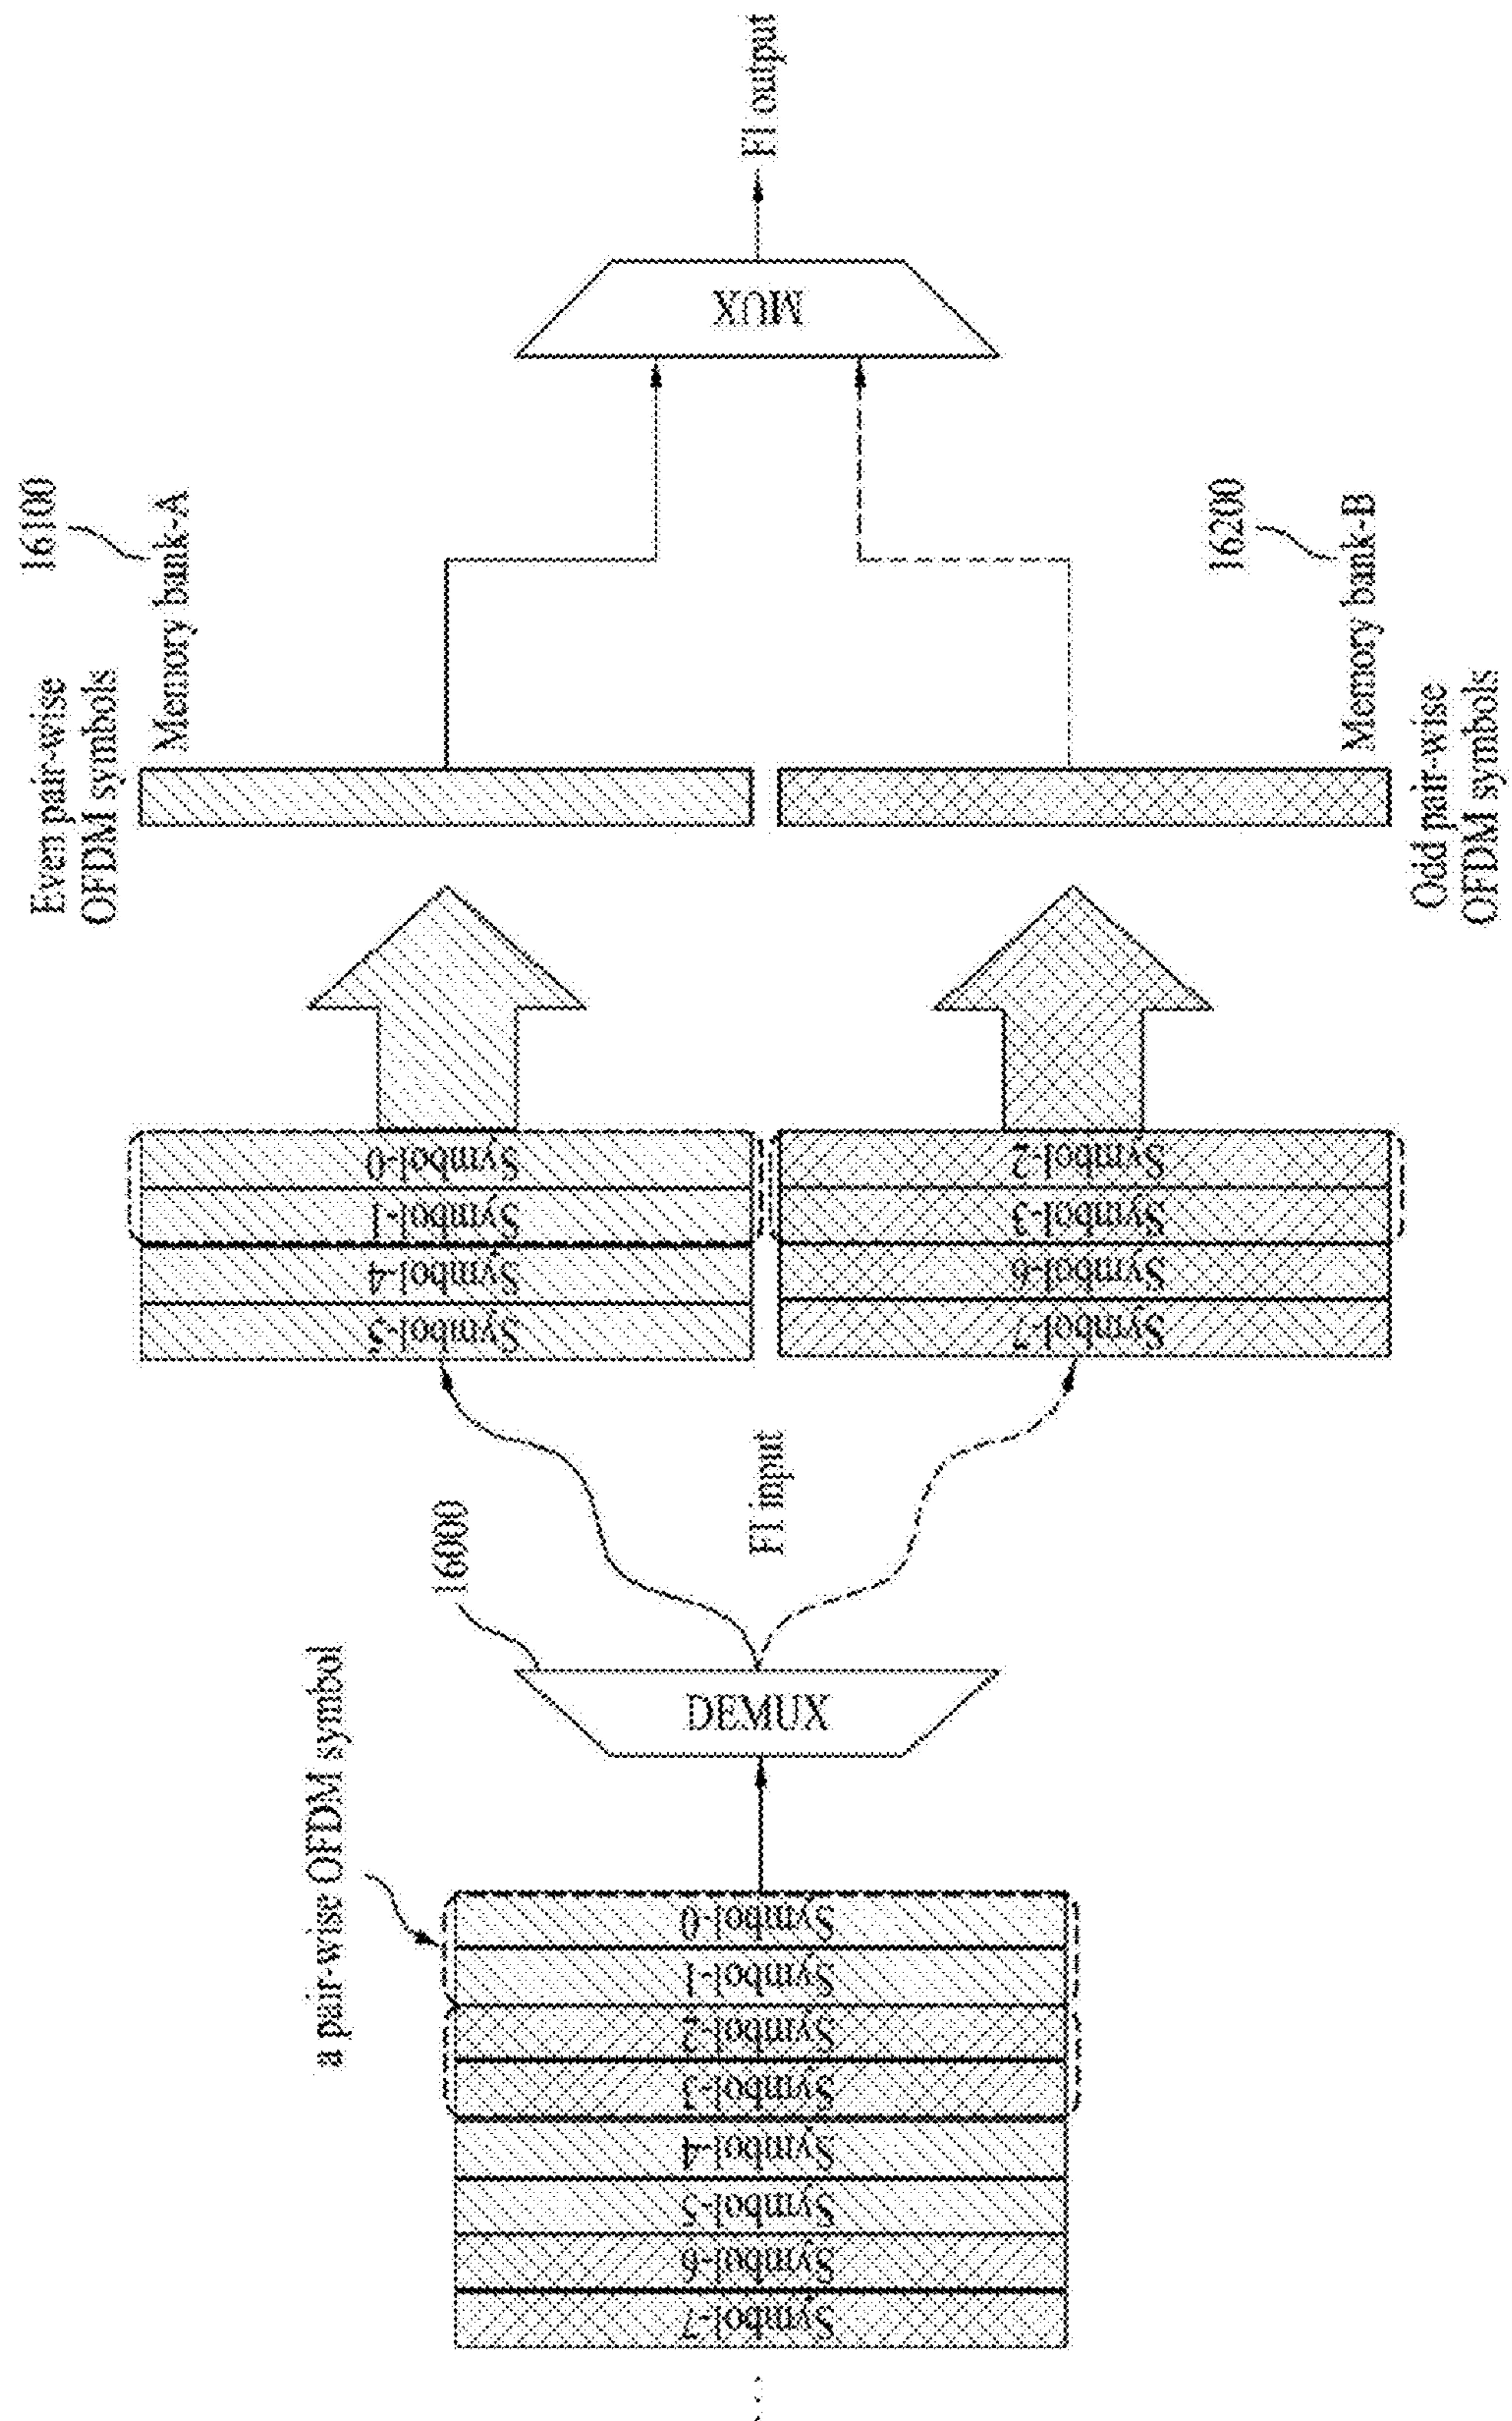 a pair-wise OFDM symbol
Symbol-7
Symbol-6
Symbol-5
Symbol-4
Symbol-3
Symbol-2
Symbol-1
Symbol-0
...
DEMUX
16000
FI input
Symbol-5
Symbol-4
Symbol-1
Symbol-0
Symbol-7
Symbol-6
Symbol-3
Symbol-2
Even pair-wise
OFDM symbols
Memory bank-A
16100
Odd pair-wise
OFDM symbols
Memory bank-B
16200
MUX
FI output